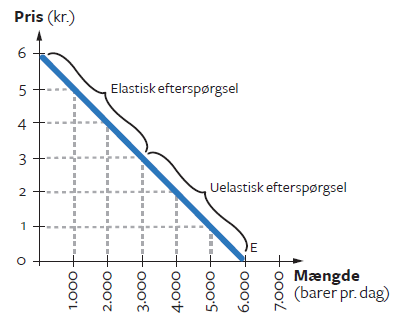 Pris (kr.)
6
5
4
3
2
1
0
Elastisk efterspørgsel
Uelastisk efterspørgsel
E
1.000
2.000
3.000
4.000
5.000
6.000
7.000
Mængde
(barer pr. dag)